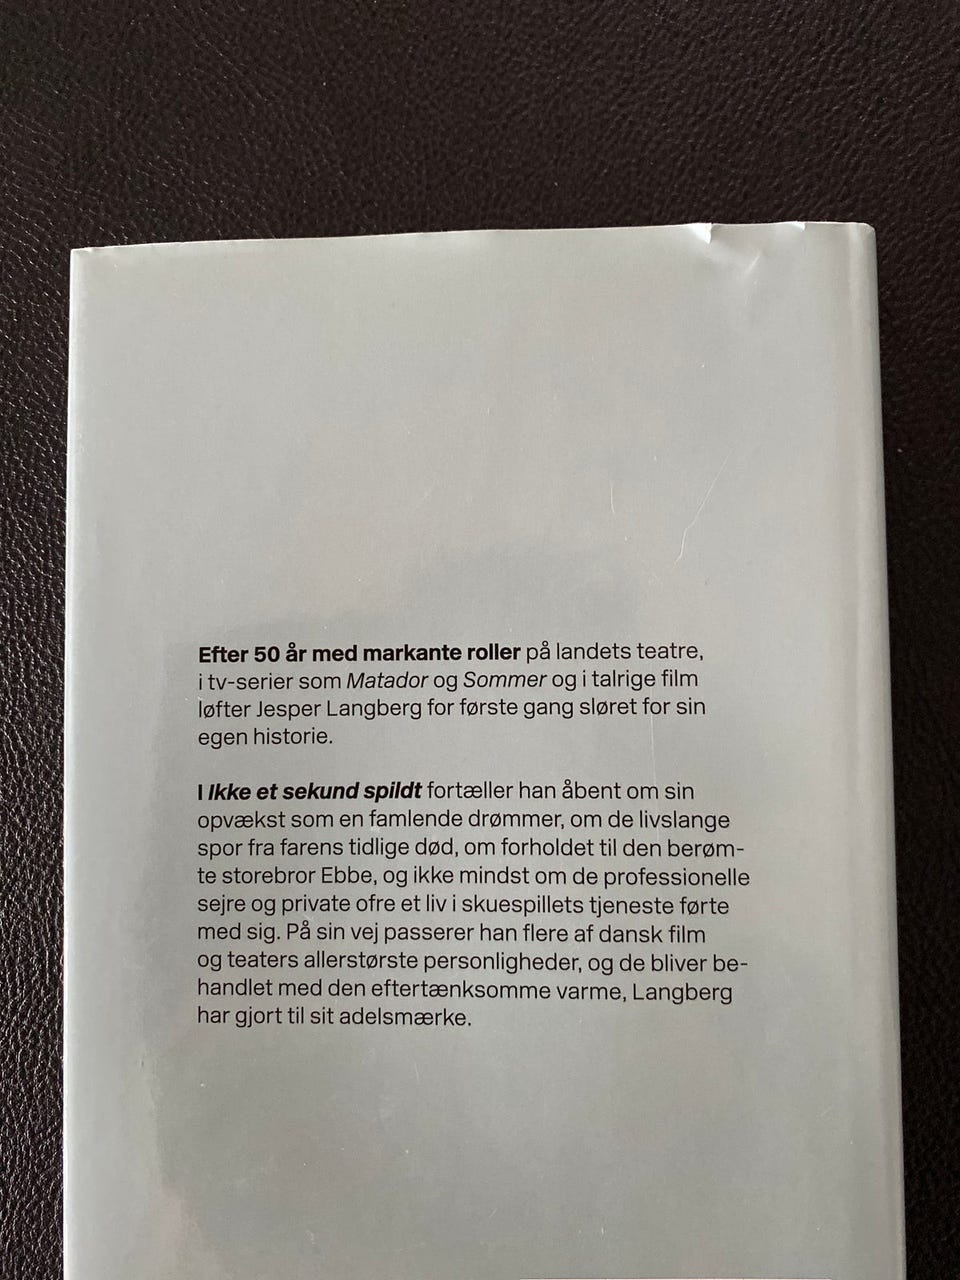 Efter 50 år med markante roller på landets teatre,
i tv-serier som Matador og Sommer og i talrige film
løfter Jesper Langberg for første gang sløret for sin
egen historie.
I Ikke et sekund spildt fortæller han åbent om sin
opvækst som en famlende drømmer, om de livslange
spor fra farens tidlige død, om forholdet til den berøm-
te storebror Ebbe, og ikke mindst om de professionelle
sejre og private ofre et liv i skuespillets tjeneste førte
med sig. På sin vej passerer han flere af dansk film
og teaters allerstørste personligheder, og de bliver be-
handlet med den eftertænksomme varme, Langberg
har gjort til sit adelsmærke.